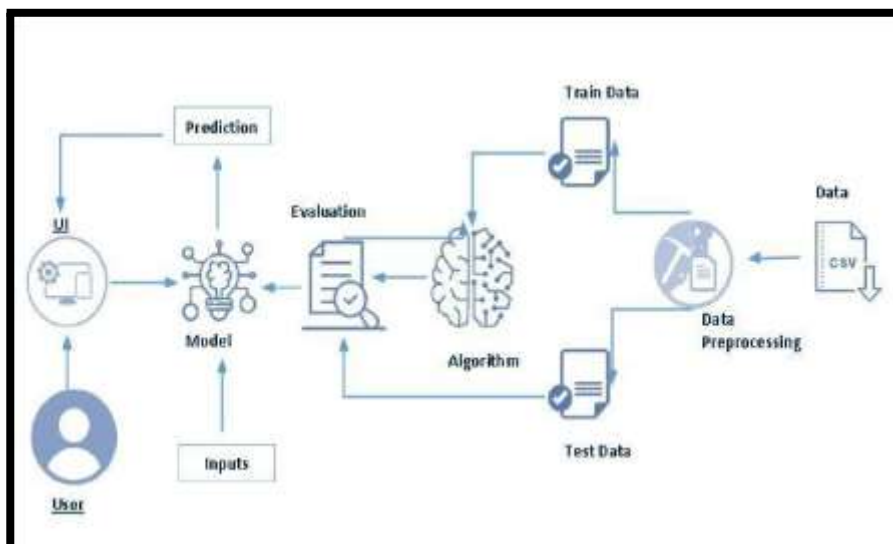 Train Data
Prediction
Data
Evaluation
UI
CSV
Model
Data
Preprocessing
Algorithm
Inputs
Test Data
User